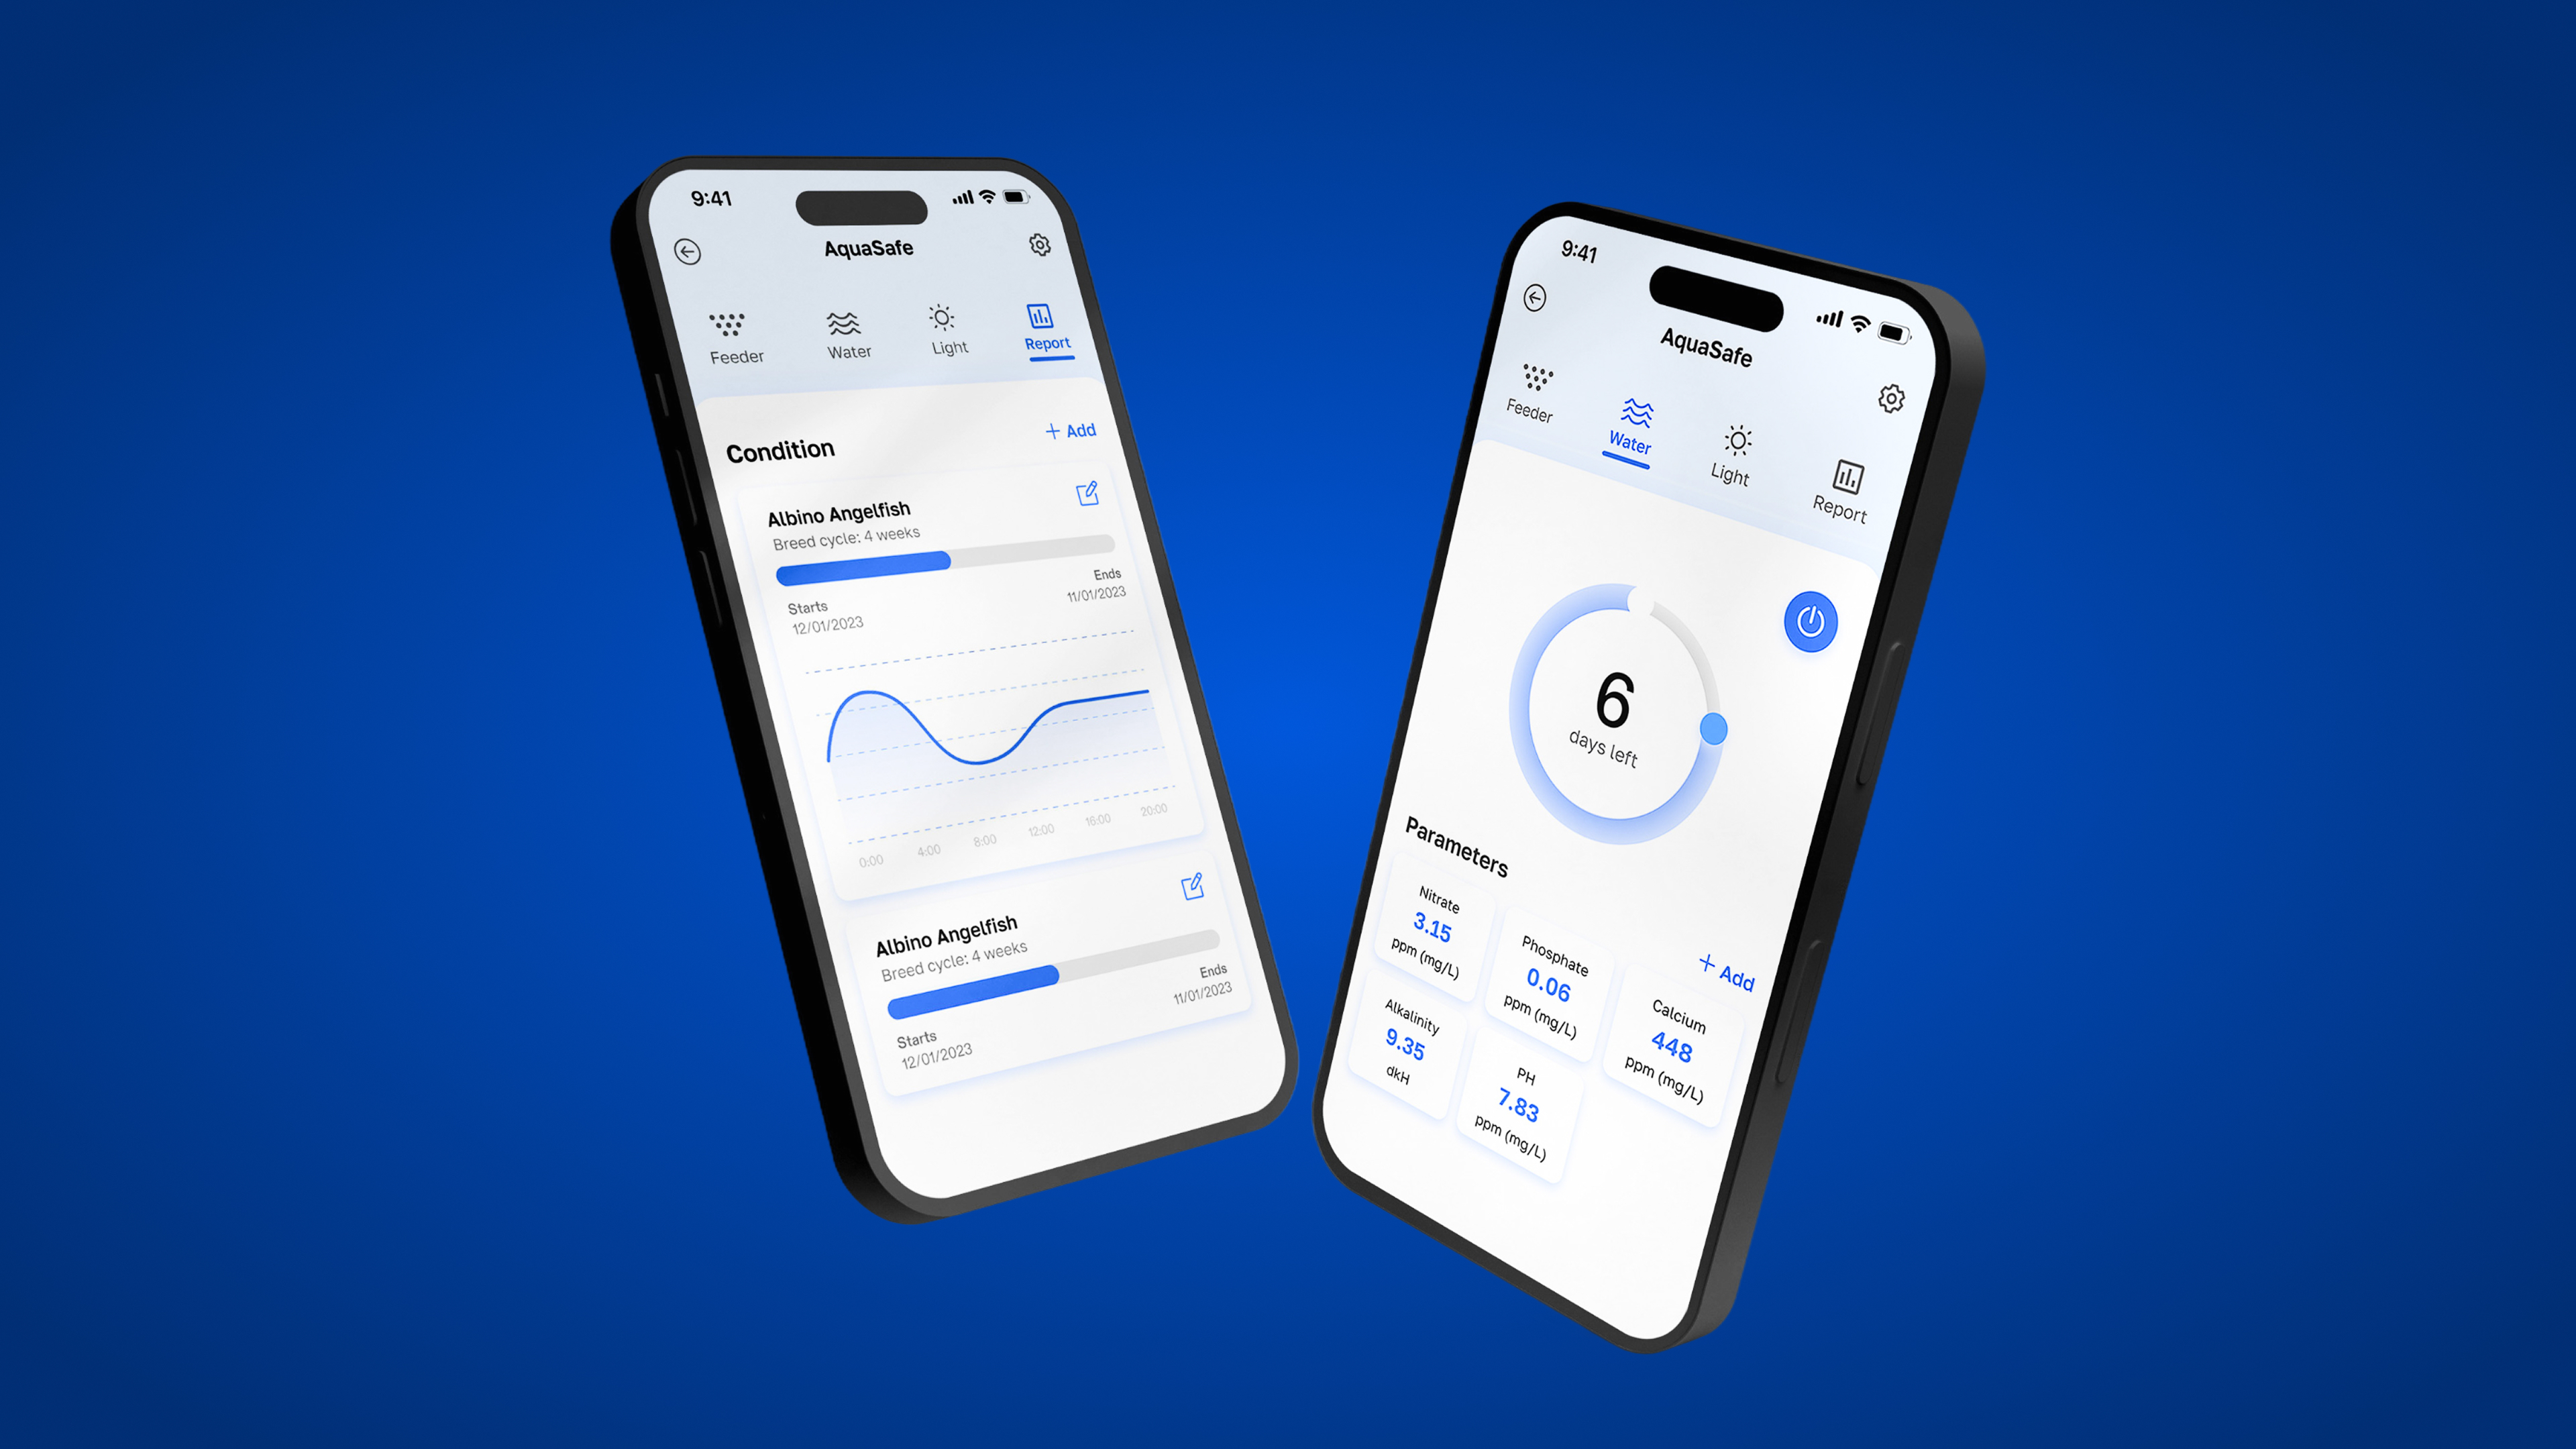 9:41
AquaSafe
Feeder
Water
Light
Report
Condition
+ Add
Albino Angelfish
Breed cycle: 4 weeks
Starts
12/01/2023
Ends
11/01/2023
0:00 4:00 8:00 12:00 16:00 20:00
Albino Angelfish
Breed cycle: 4 weeks
Starts
12/01/2023
Ends
11/01/2023
9:41
AquaSafe
Feeder
Water
Light
Report
6
days left
Parameters
+ Add
Nitrate
3.15
ppm (mg/L)
Phosphate
0.06
ppm (mg/L)
Calcium
448
ppm (mg/L)
Alkalinity
9.35
dkH
PH
7.83
ppm (mg/L)